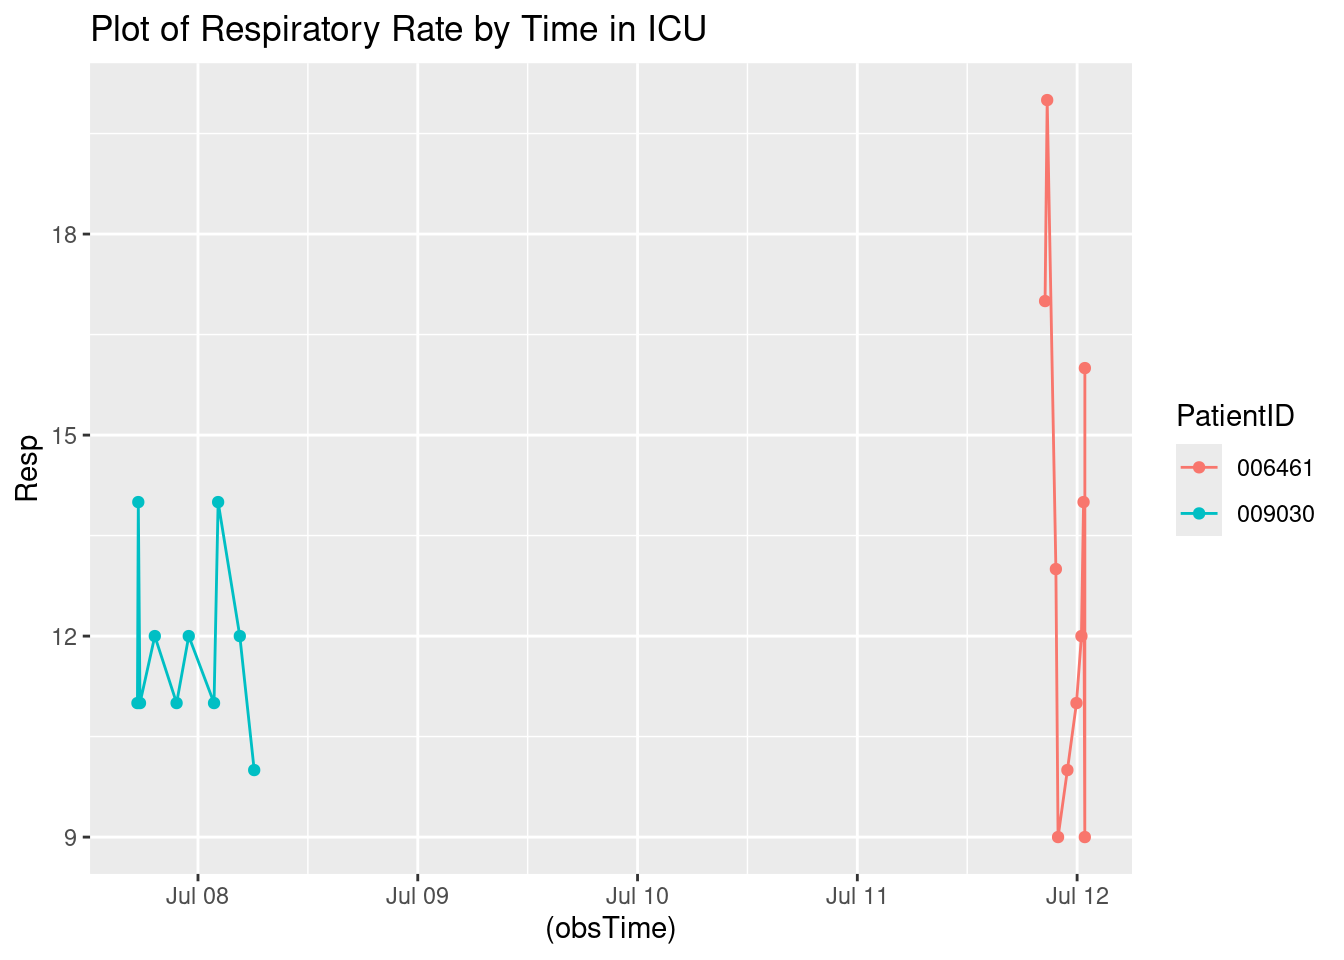 Plot of Respiratory Rate by Time in ICU
18
15
12
9
Resp
Jul 08
Jul 09
Jul 10
Jul 11
Jul 12
(obsTime)
PatientID
006461
009030